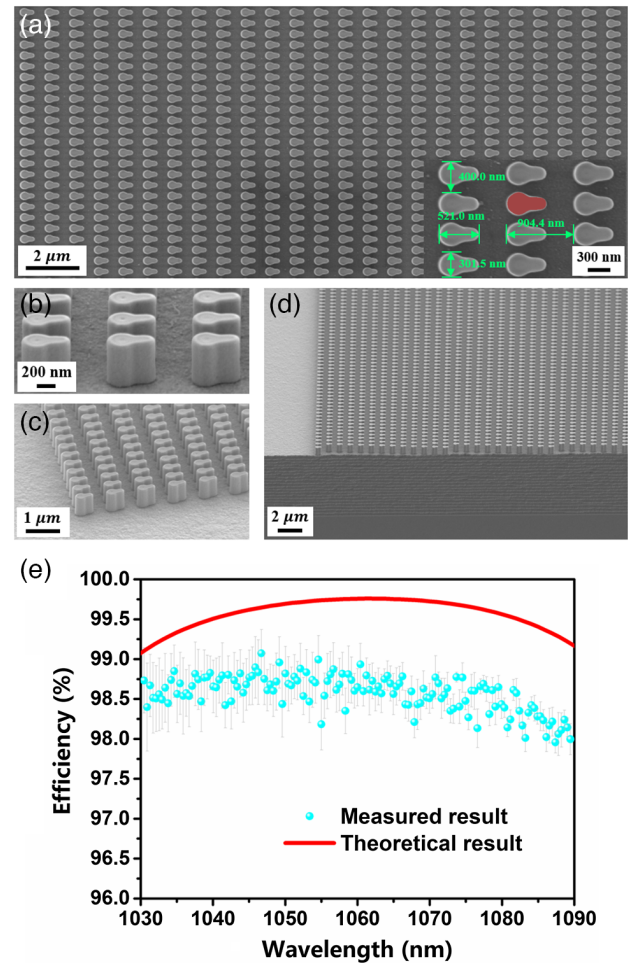 (a)
400.0 nm
521.0 nm
904.4 nm
301.5 nm
2 μm
300 nm
(b)
200 nm
(c)
1 μm
(d)
2 μm
(e)
100.0
99.5
99.0
98.5
98.0
97.5
97.0
96.5
96.0
Efficiency (%)
Measured result
Theoretical result
1030 1040 1050 1060 1070 1080 1090
Wavelength (nm)